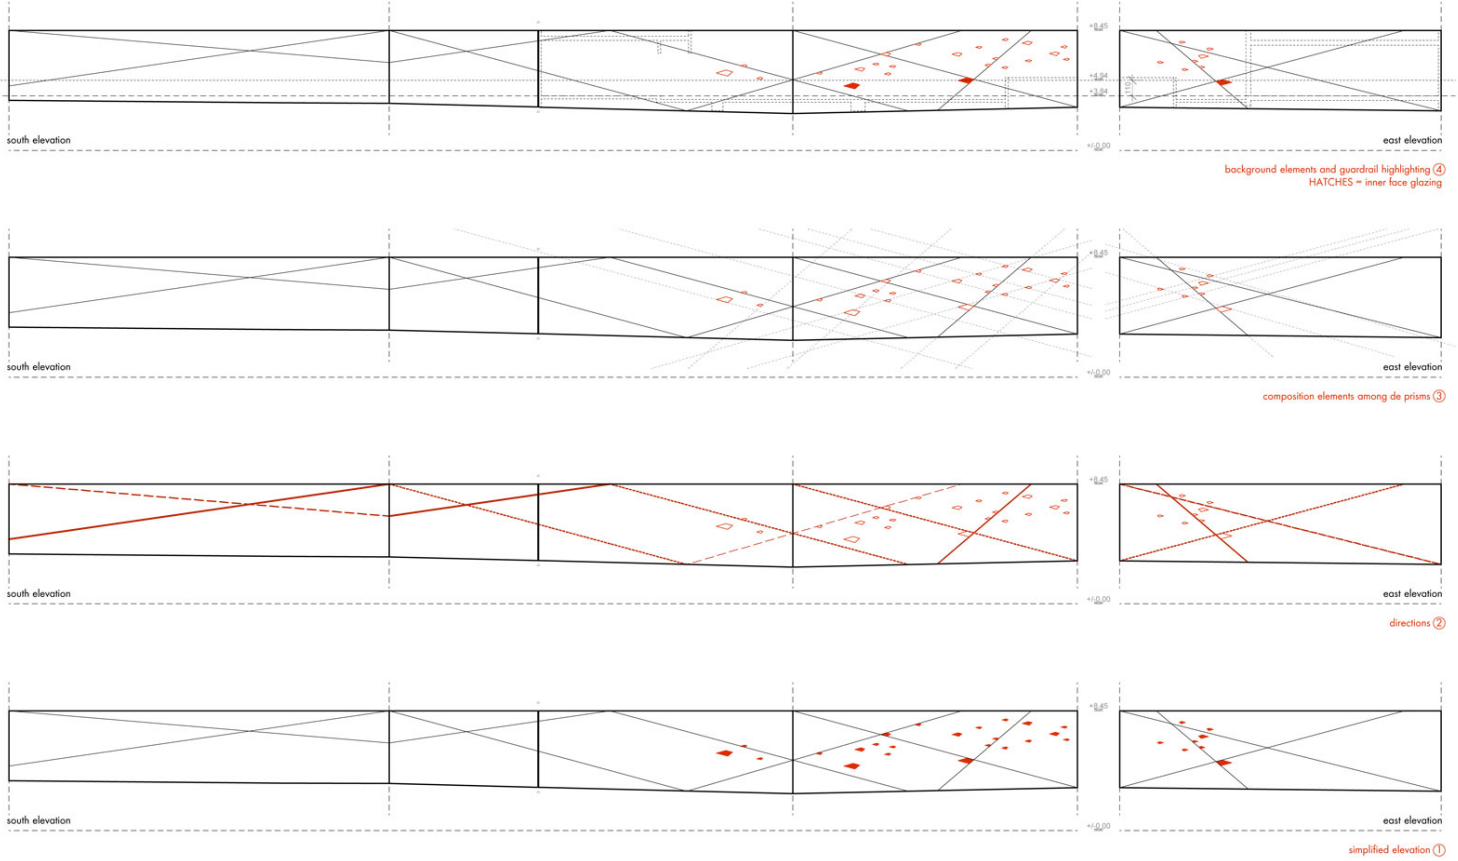 +8,45
+4,94
110
+3,84
+/-0,00
south elevation
east elevation
background elements and guardrail highlighting 4
HATCHES = inner face glazing
+8,45
+/-0,00
south elevation
east elevation
composition elements among de prisms 3
+8,45
+/-0,00
south elevation
east elevation
directions 2
+8,45
+/-0,00
south elevation
east elevation
simplified elevation 1